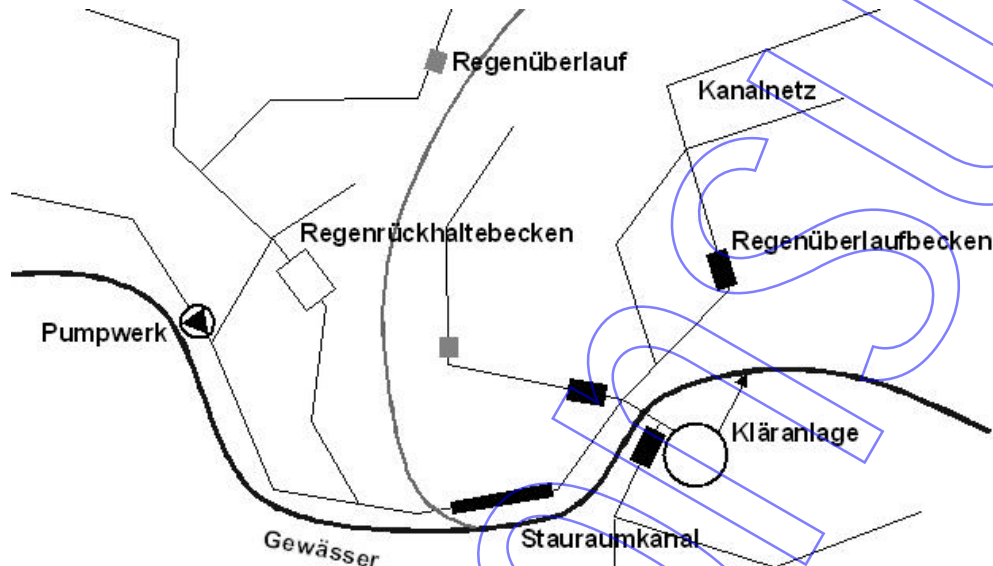 Regenüberlauf
Kanalnetz
Regenrückhaltebecken
Regenüberlaufbecken
Pumpwerk
Kläranlage
Stauraumkanal
Gewässer